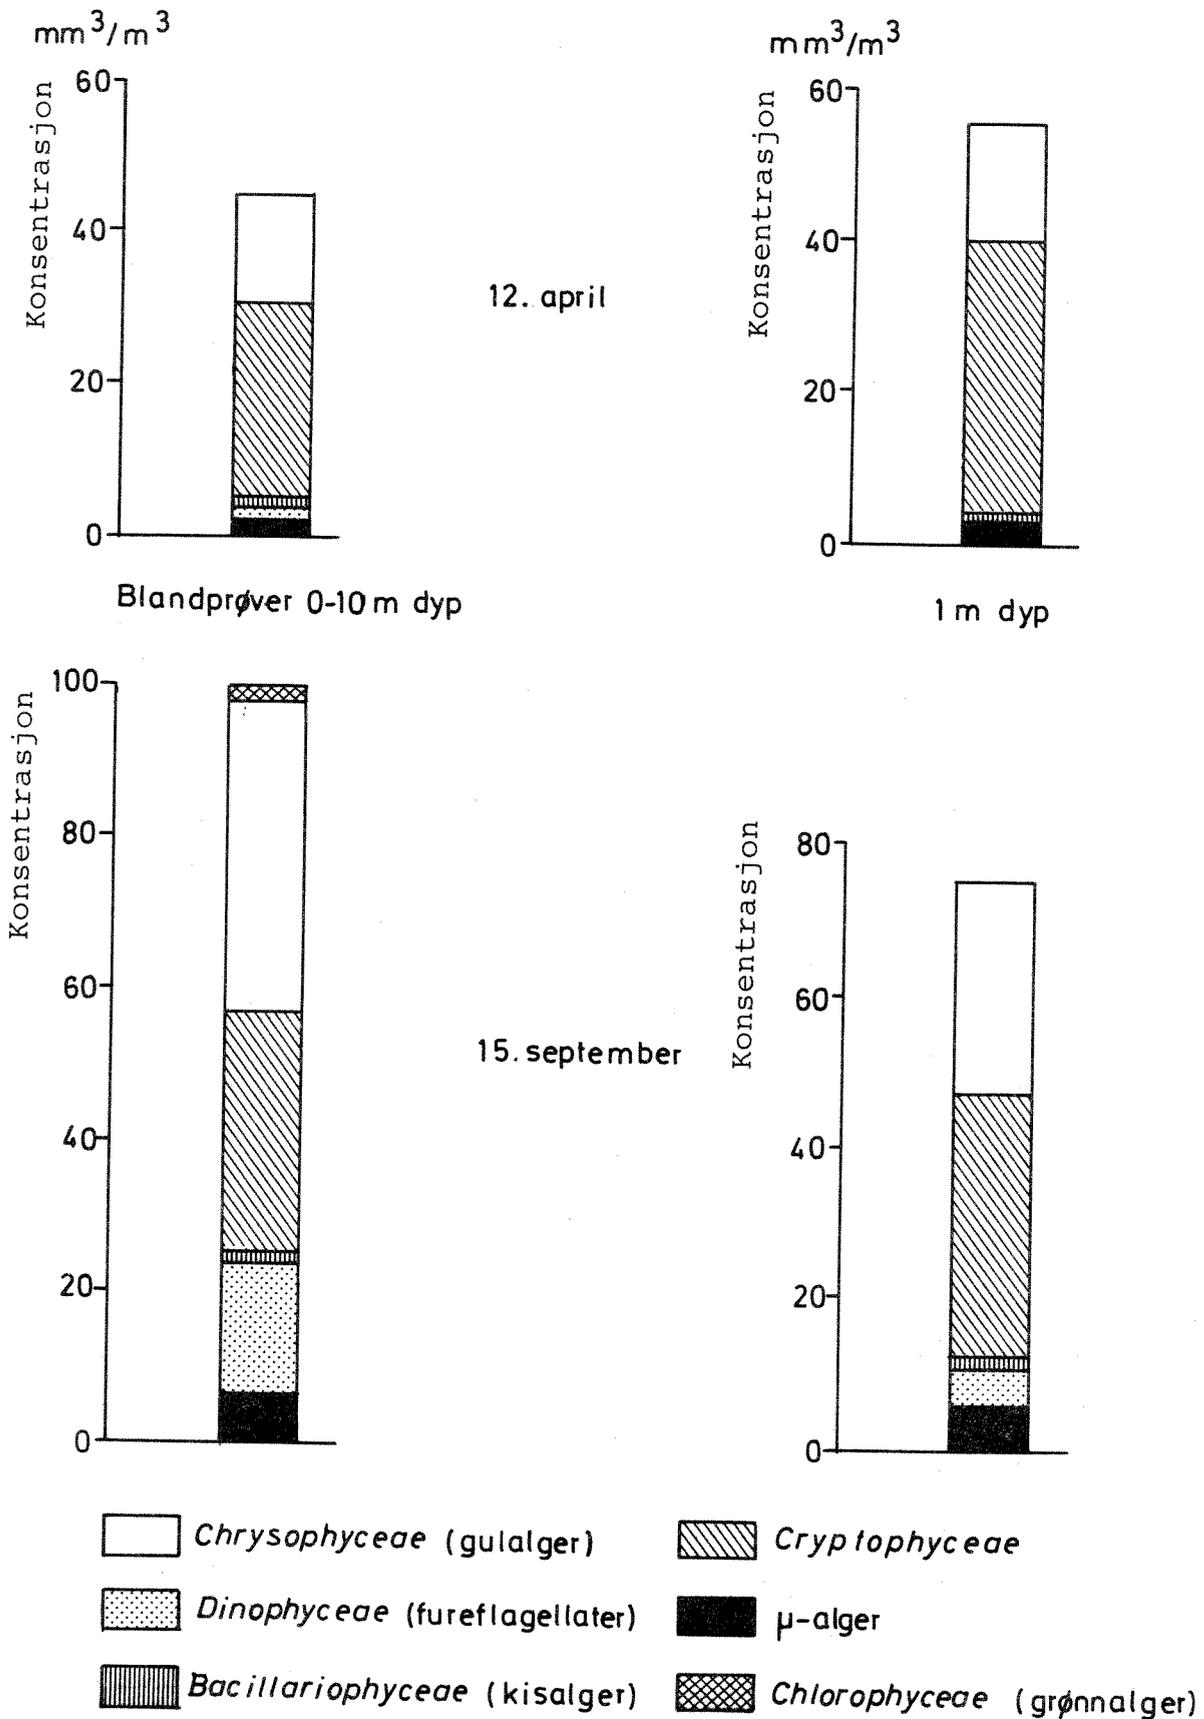 mm³/m³
Konsentrasjon
60
40
20
0
mm³/m³
Konsentrasjon
60
40
20
0
12. april
Blandprøver 0-10 m dyp
1 m dyp
Konsentrasjon
100
80
60
40
20
0
Konsentrasjon
80
60
40
20
0
15. september
Chrysophyceae (gulalger)
Cryptophyceae
Dinophyceae (fureflagellater)
µ-alger
Bacillariophyceae (kisalger)
Chlorophyceae (grønnalger)